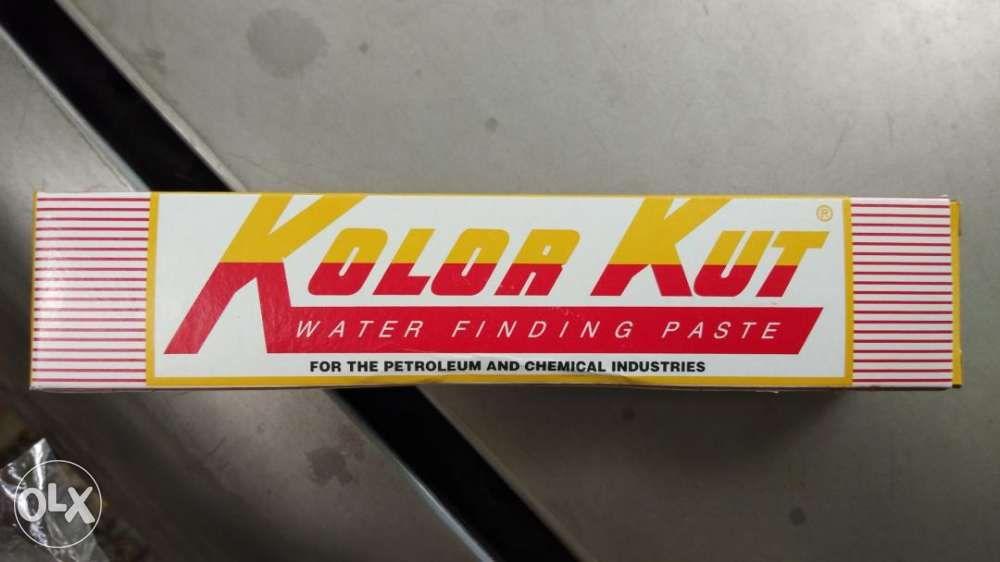 KOLOR KUT ®
WATER FINDING PASTE
FOR THE PETROLEUM AND CHEMICAL INDUSTRIES
OLX